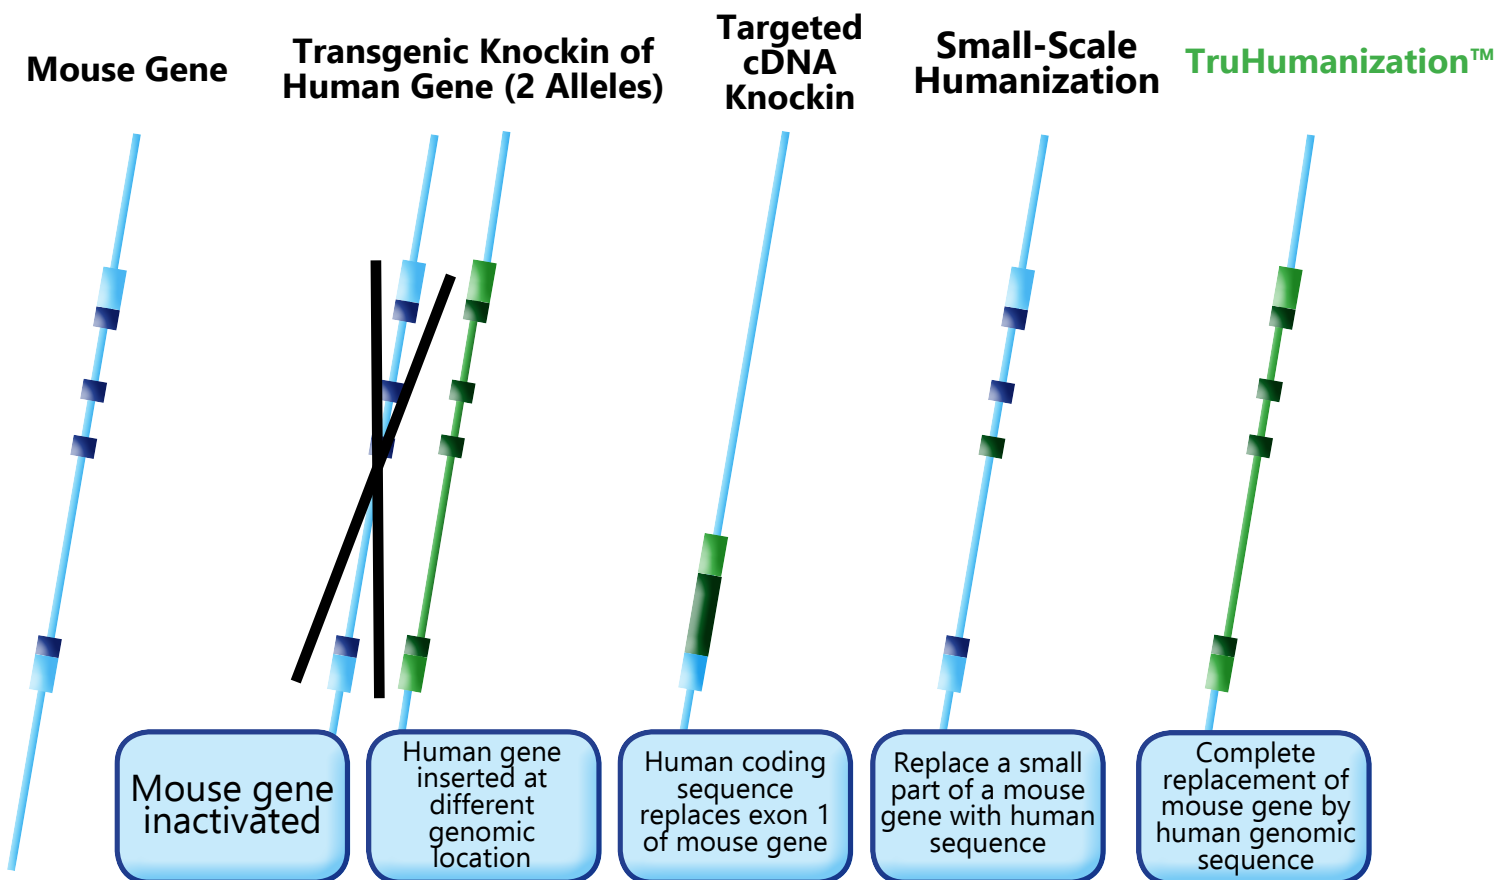 Mouse Gene
Transgenic Knockin of
Human Gene (2 Alleles)
Targeted
cDNA
Knockin
Small-Scale
Humanization
TruHumanization™
Mouse gene
inactivated
Human gene
inserted at
different
genomic
location
Human coding
sequence
replaces exon 1
of mouse gene
Replace a small
part of a mouse
gene with human
sequence
Complete
replacement of
mouse gene by
human genomic
sequence